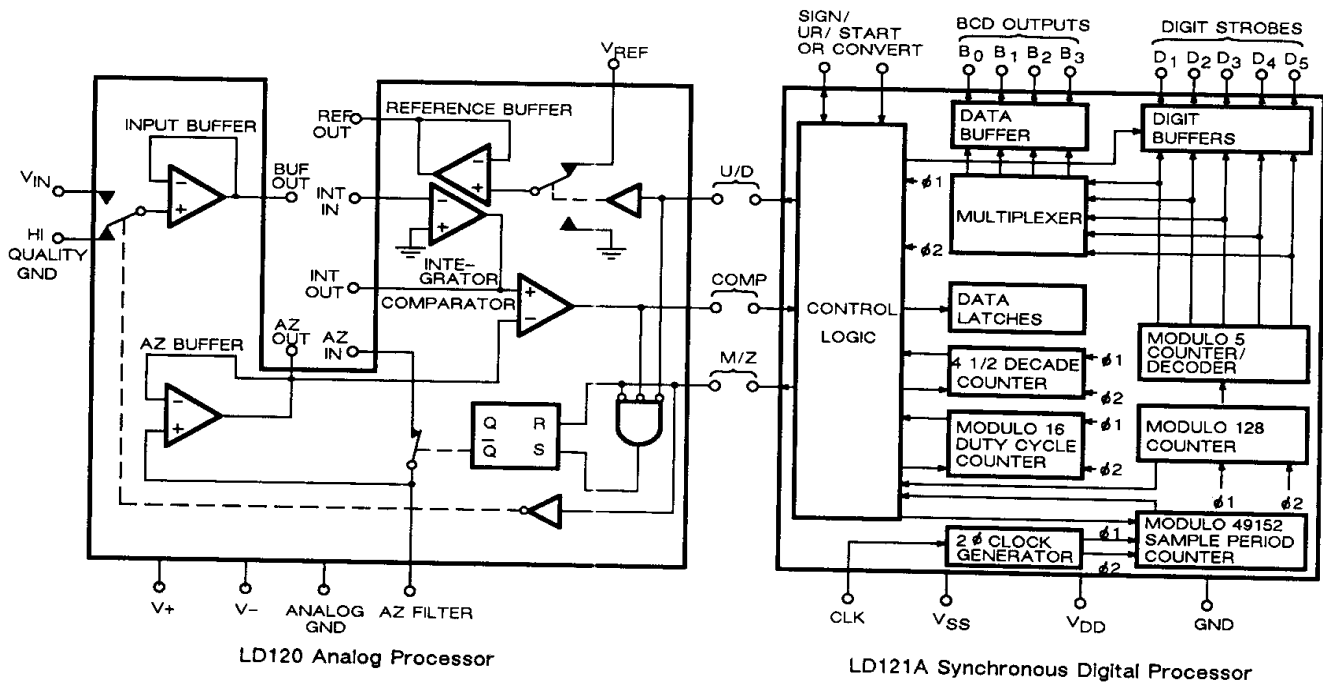 SIGN/
UR/ START
OR CONVERT
BCD OUTPUTS
B0 B1 B2 B3
DIGIT STROBES
D1 D2 D3 D4 D5
VREF
REFERENCE BUFFER
REF
OUT
INPUT BUFFER
BUF
OUT
VIN
HI
QUALITY
GND
INT
IN
INTE-
GRATOR
INT
OUT
COMPARATOR
AZ
OUT
AZ
IN
AZ BUFFER
Q R
Q̅ S
U/D
COMP
M/Z
V+
V-
ANALOG
GND
AZ FILTER
LD120 Analog Processor
DATA
BUFFER
DIGIT
BUFFERS
ϕ1
MULTIPLEXER
ϕ2
CONTROL
LOGIC
DATA
LATCHES
MODULO 5
COUNTER/
DECODER
4 1/2 DECADE
COUNTER
ϕ1
ϕ2
MODULO 16
DUTY CYCLE
COUNTER
ϕ1
ϕ2
MODULO 128
COUNTER
ϕ1 ϕ2
2 ϕ CLOCK
GENERATOR
ϕ1
ϕ2
MODULO 49152
SAMPLE PERIOD
COUNTER
CLK
VSS
VDD
GND
LD121A Synchronous Digital Processor